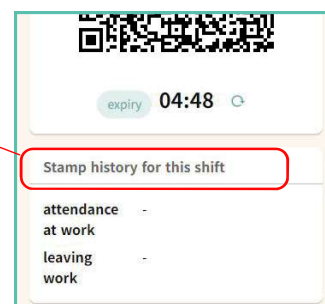 expiry 04:48
Stamp history for this shift
attendance -
at work
leaving -
work